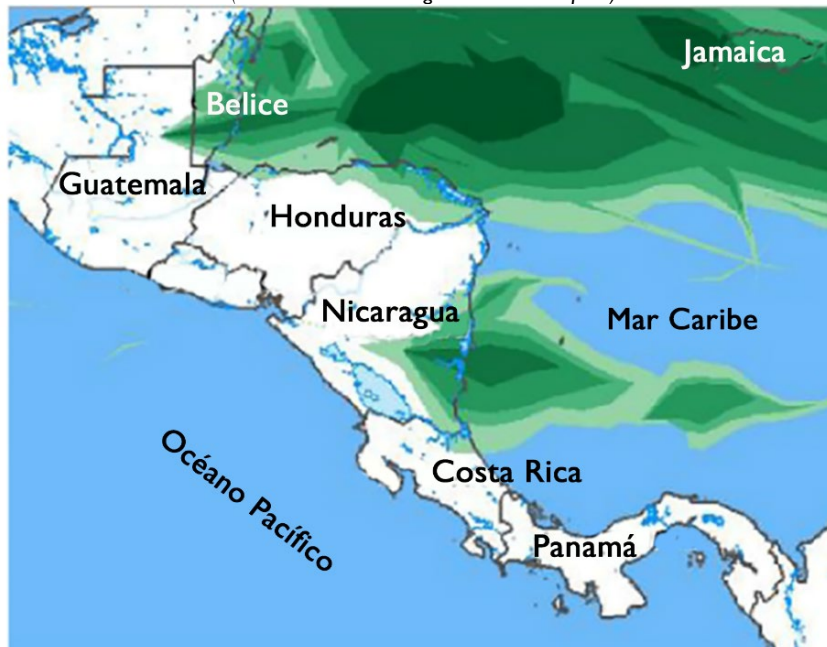 Jamaica
Belice
Guatemala
Honduras
Nicaragua
Mar Caribe
Océano Pacífico
Costa Rica
Panamá